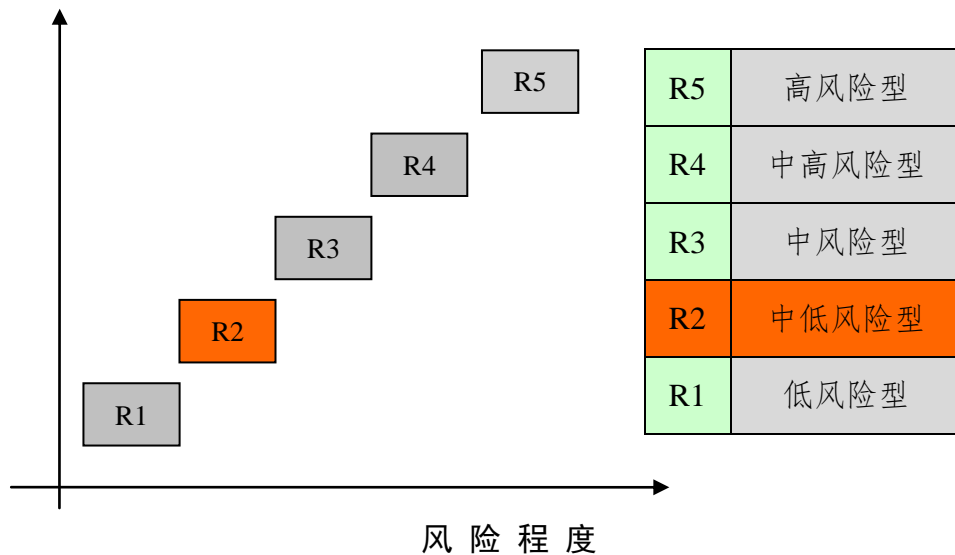 R5
R4
R3
R2
R1
风险程度
R5 高风险型
R4 中高风险型
R3 中风险型
R2 中低风险型
R1 低风险型